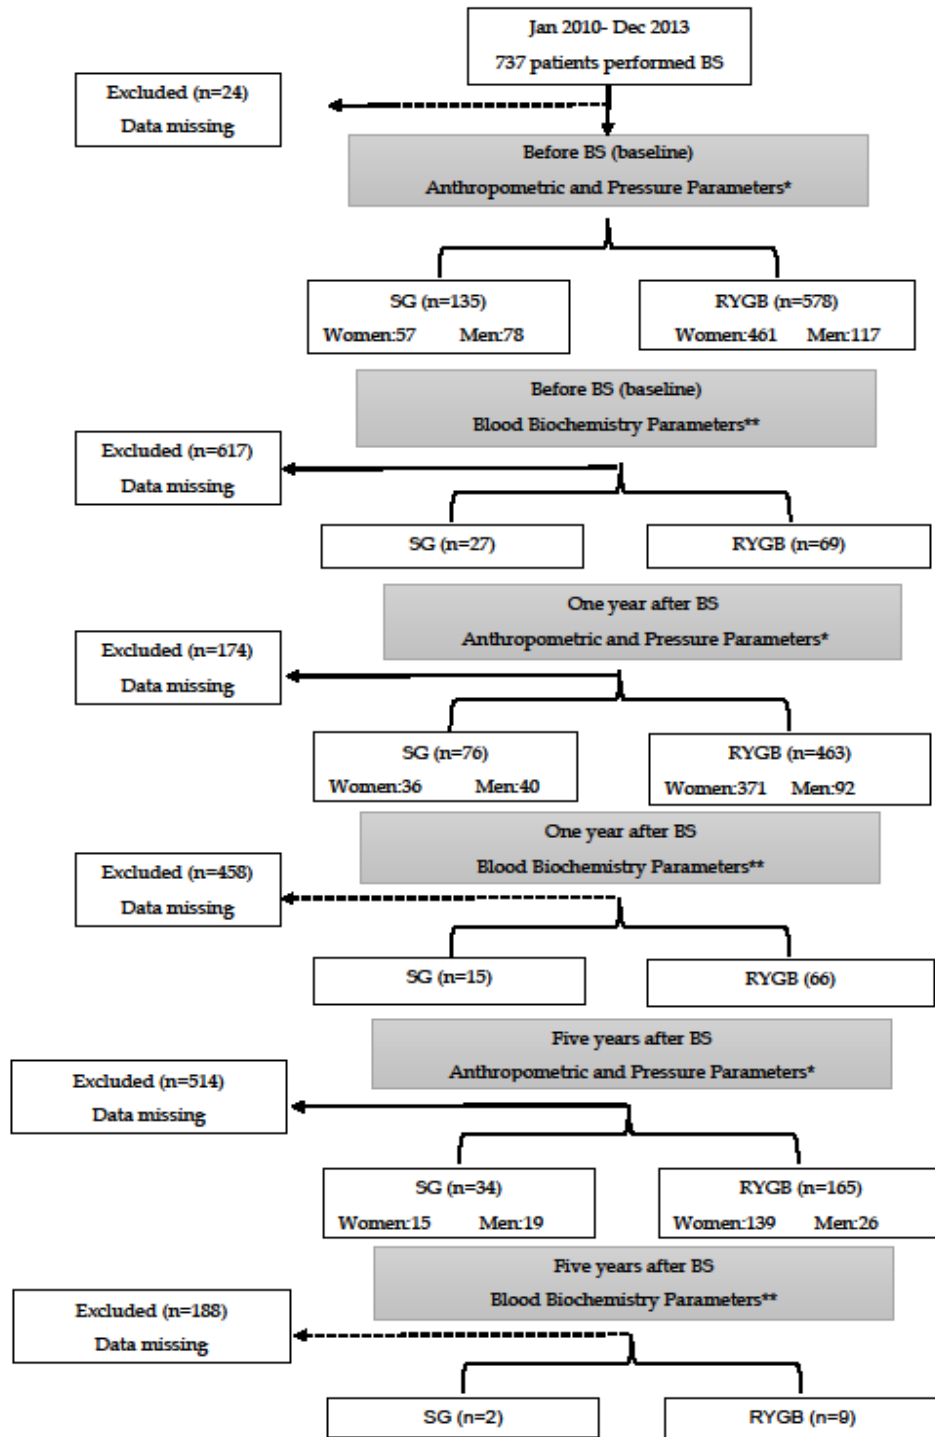 Jan 2010- Dec 2013
737 patients performed BS
Excluded (n=24)
Data missing
Before BS (baseline)
Anthropometric and Pressure Parameters*
SG (n=135)
Women:57 Men:78
RYGB (n=578)
Women:461 Men:117
Before BS (baseline)
Blood Biochemistry Parameters**
Excluded (n=617)
Data missing
SG (n=27)
RYGB (n=69)
One year after BS
Anthropometric and Pressure Parameters*
Excluded (n=174)
Data missing
SG (n=76)
Women:36 Men:40
RYGB (n=463)
Women:371 Men:92
One year after BS
Blood Biochemistry Parameters**
Excluded (n=458)
Data missing
SG (n=15)
RYGB (66)
Five years after BS
Anthropometric and Pressure Parameters*
Excluded (n=514)
Data missing
SG (n=34)
Women:15 Men:19
RYGB (n=165)
Women:139 Men:26
Five years after BS
Blood Biochemistry Parameters**
Excluded (n=188)
Data missing
SG (n=2)
RYGB (n=9)